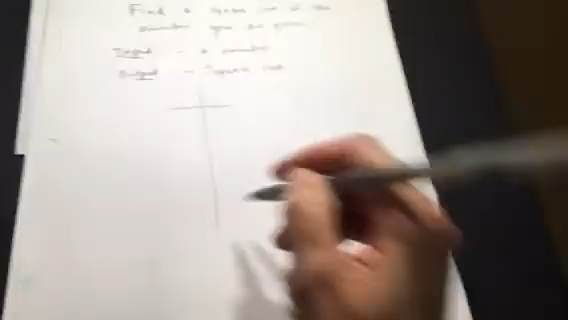 Find a square root of the
number you are given.
Input - a number
Output - square root